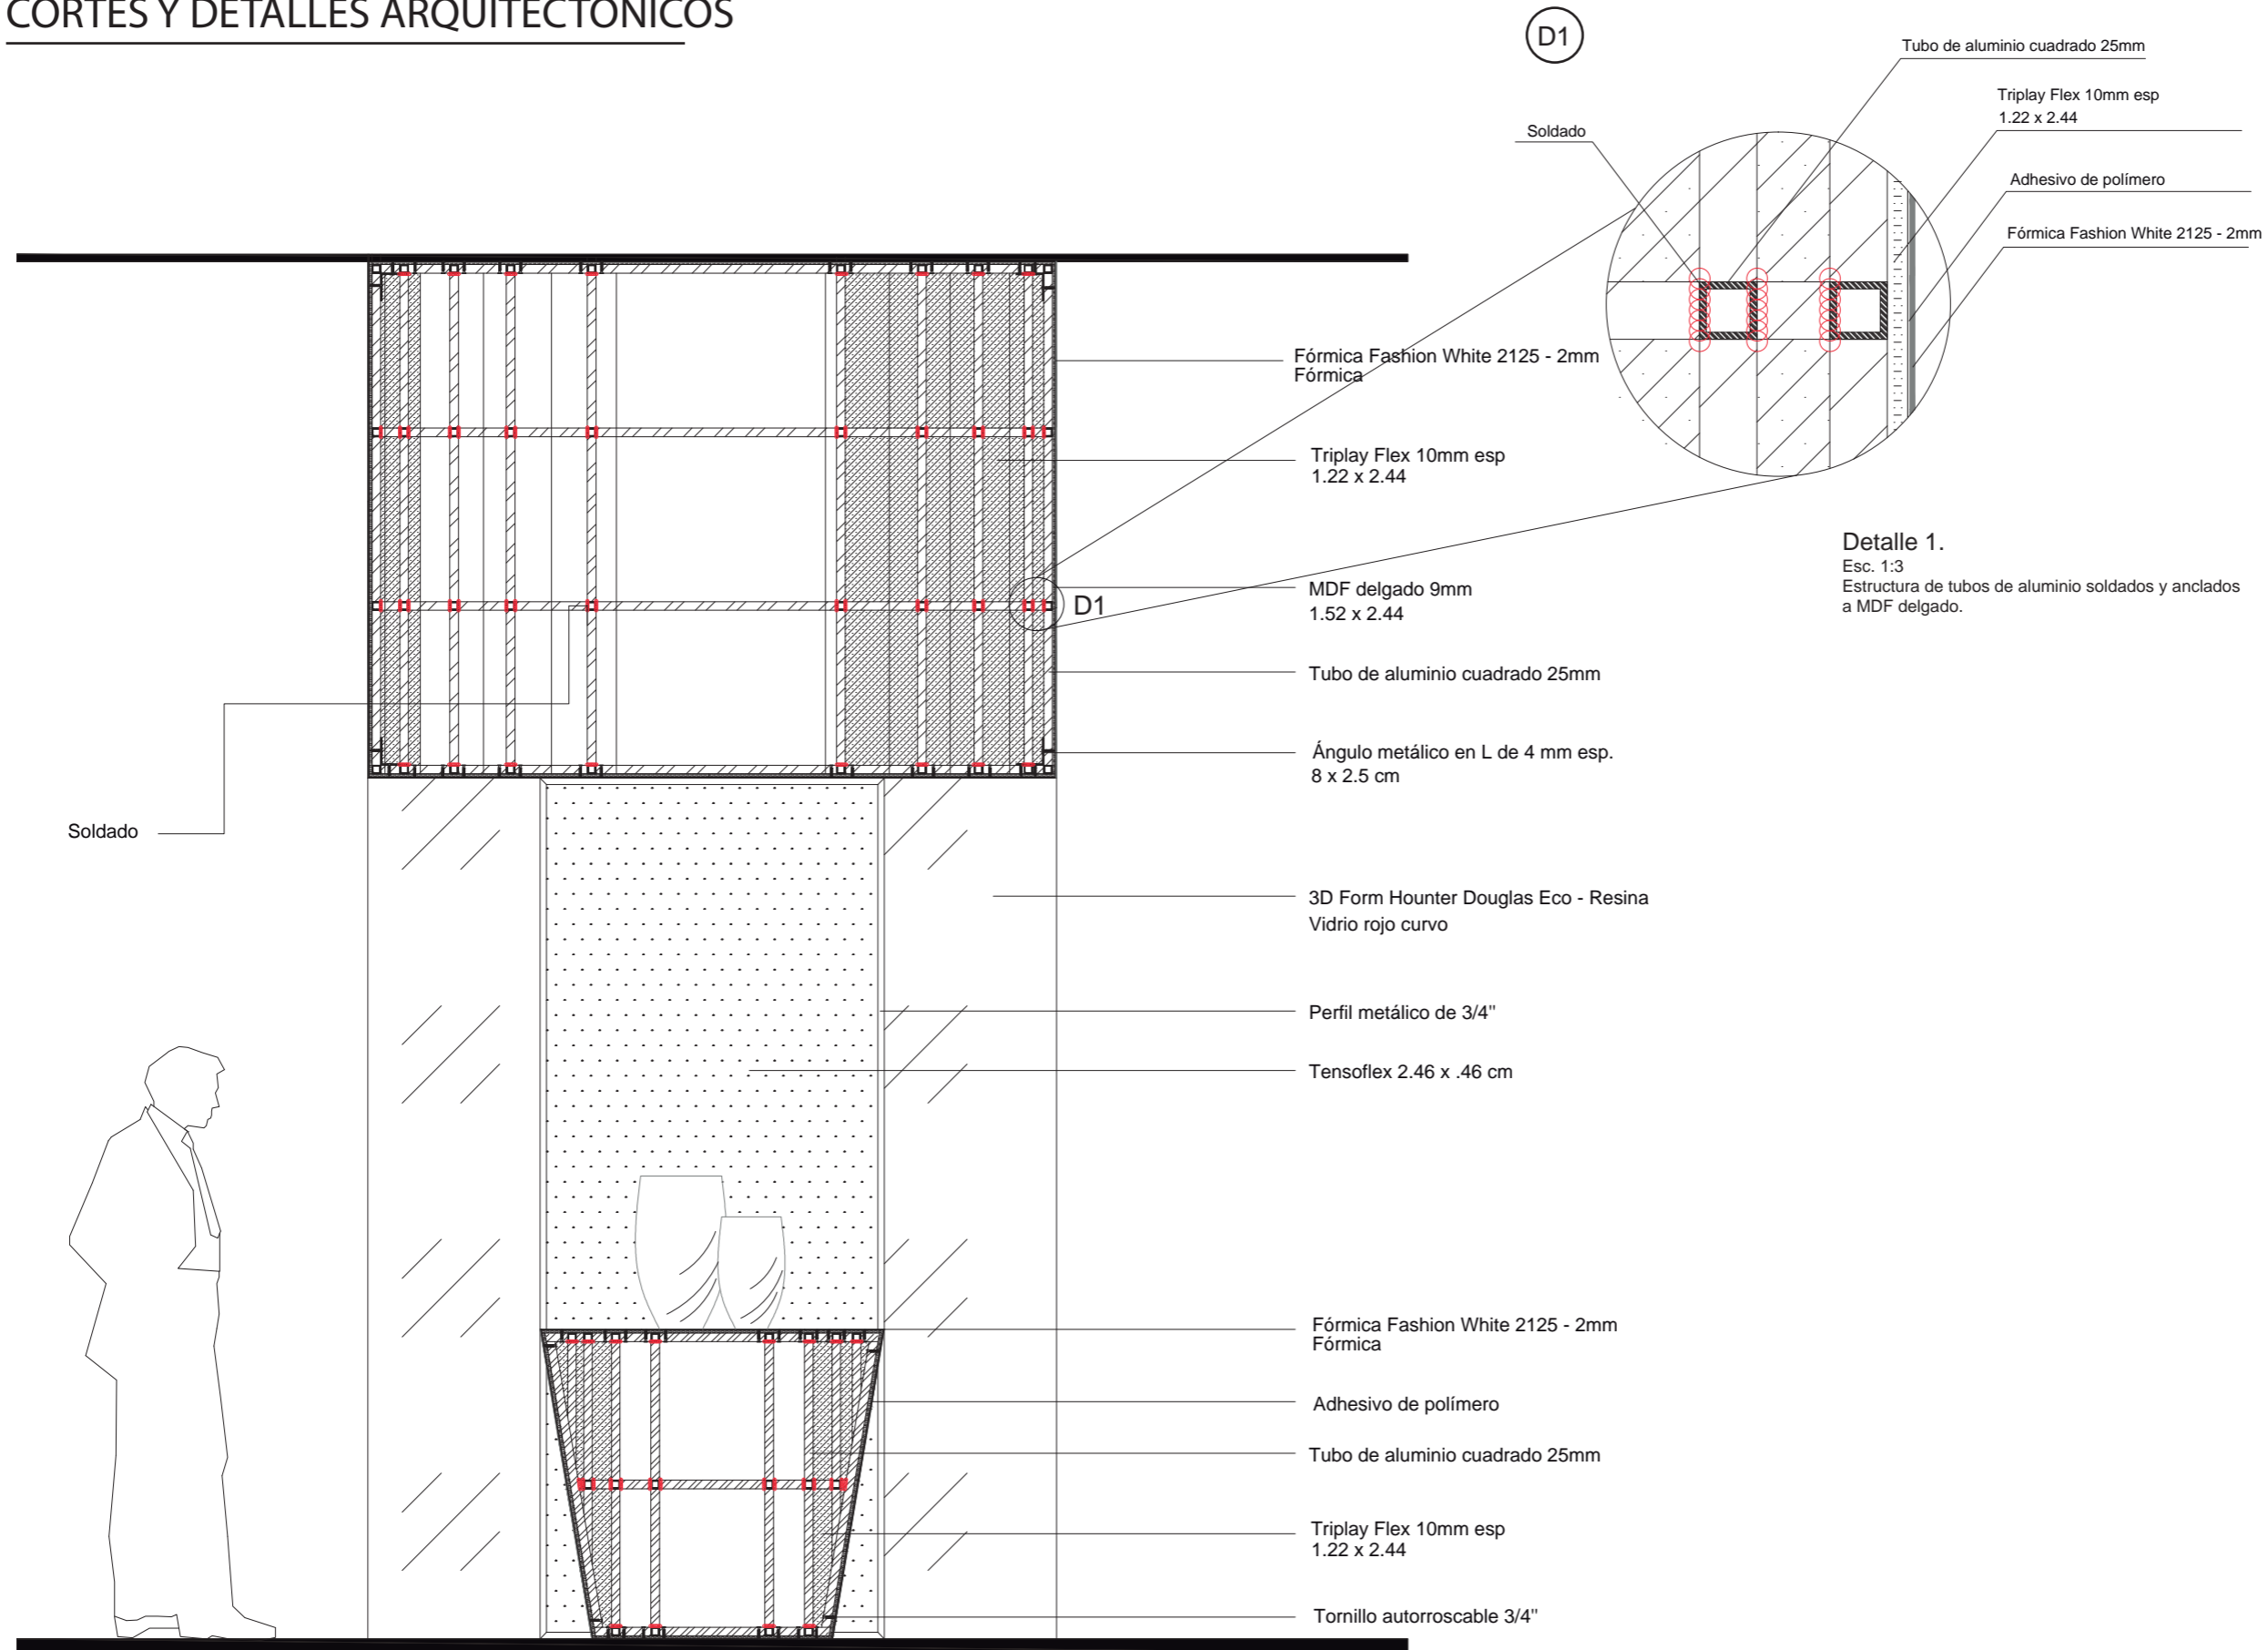 CORTES Y DETALLES ARQUITECTÓNICOS
D1
Tubo de aluminio cuadrado 25mm
Triplay Flex 10mm esp
1.22 x 2.44
Soldado
Adhesivo de polímero
Fórmica Fashion White 2125 - 2mm
Detalle 1.
Esc. 1:3
Estructura de tubos de aluminio soldados y anclados
a MDF delgado.
Fórmica Fashion White 2125 - 2mm
Fórmica
Triplay Flex 10mm esp
1.22 x 2.44
MDF delgado 9mm
1.52 x 2.44
D1
Tubo de aluminio cuadrado 25mm
Ángulo metálico en L de 4 mm esp.
8 x 2.5 cm
Soldado
3D Form Hounter Douglas Eco - Resina
Vidrio rojo curvo
Perfil metálico de 3/4"
Tensoflex 2.46 x .46 cm
Fórmica Fashion White 2125 - 2mm
Fórmica
Adhesivo de polímero
Tubo de aluminio cuadrado 25mm
Triplay Flex 10mm esp
1.22 x 2.44
Tornillo autorroscable 3/4"